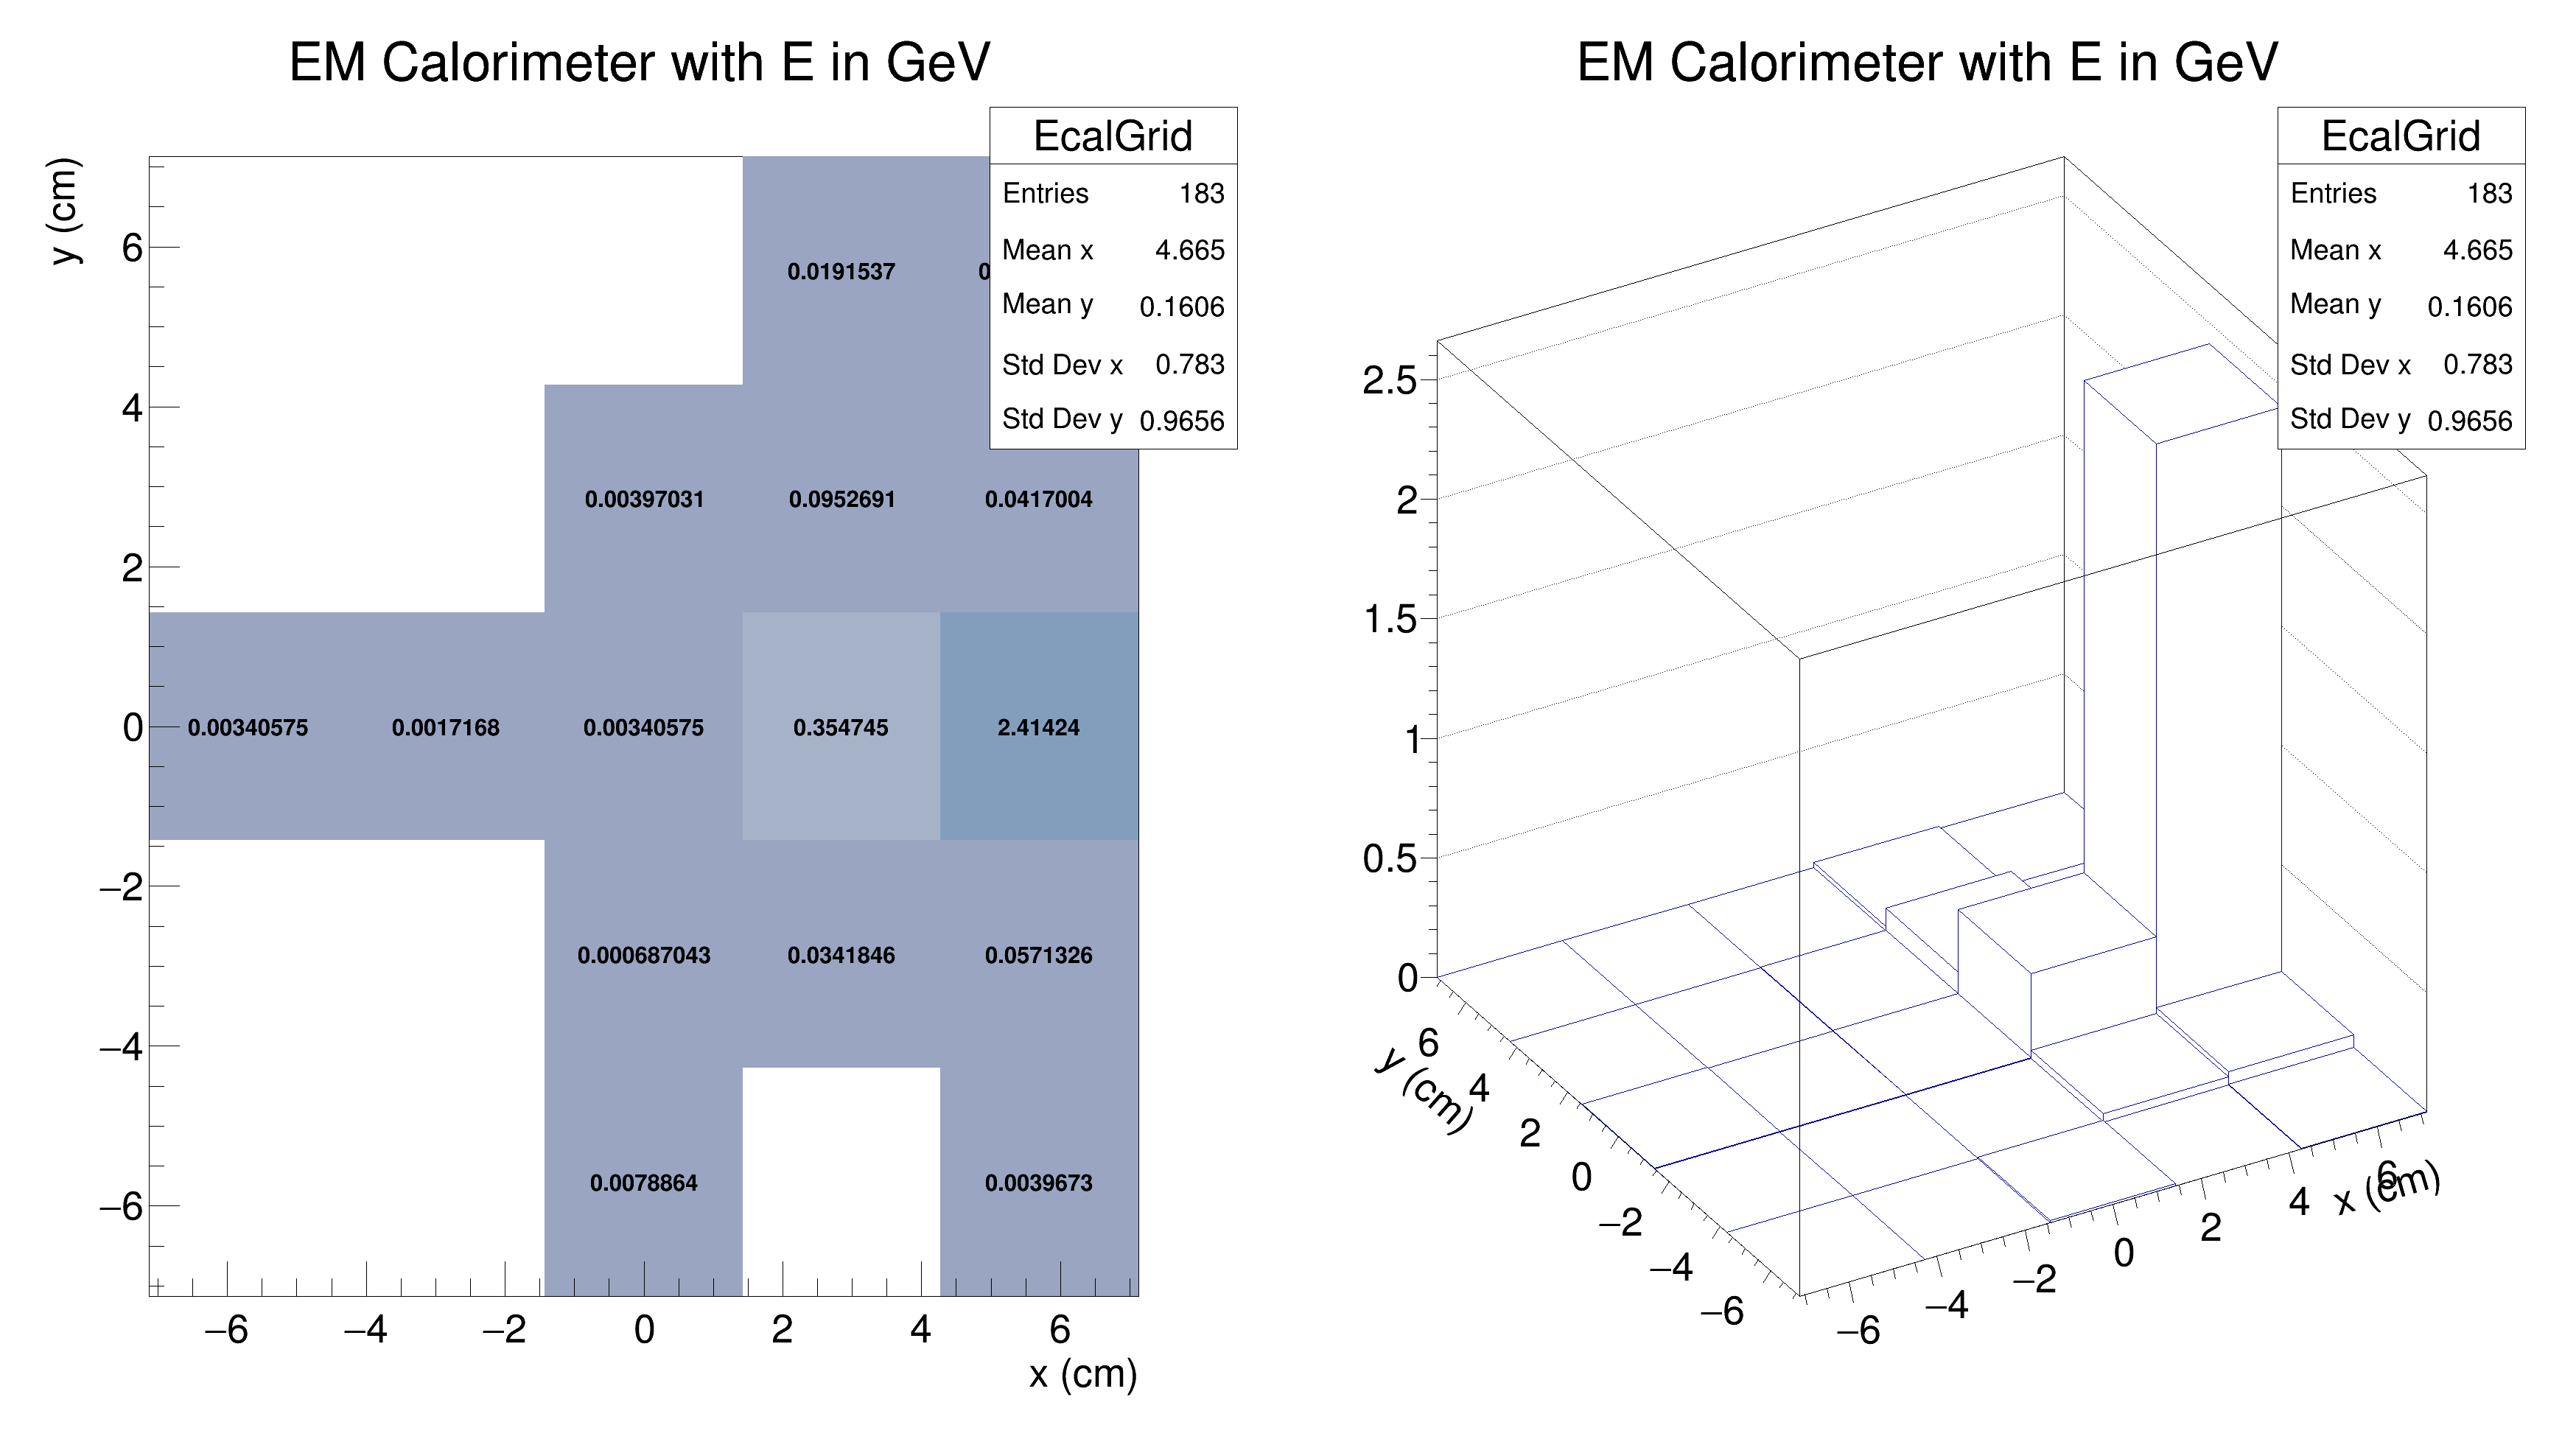 EM Calorimeter with E in GeV
EcalGrid
Entries 183
Mean x 4.665
Mean y 0.1606
Std Dev x 0.783
Std Dev y 0.9656
y (cm)
6
4
2
0
−2
−4
−6
0.0191537
0.00397031 0.0952691 0.0417004
0.00340575 0.0017168 0.00340575 0.354745 2.41424
0.000687043 0.0341846 0.0571326
0.0078864 0.0039673
−6 −4 −2 0 2 4 6
x (cm)
EM Calorimeter with E in GeV
EcalGrid
Entries 183
Mean x 4.665
Mean y 0.1606
Std Dev x 0.783
Std Dev y 0.9656
2.5
2
1.5
1
0.5
0
y (cm)
6
4
2
0
−2
−4
−6
−6 −4 −2 0 2 4 6
x (cm)